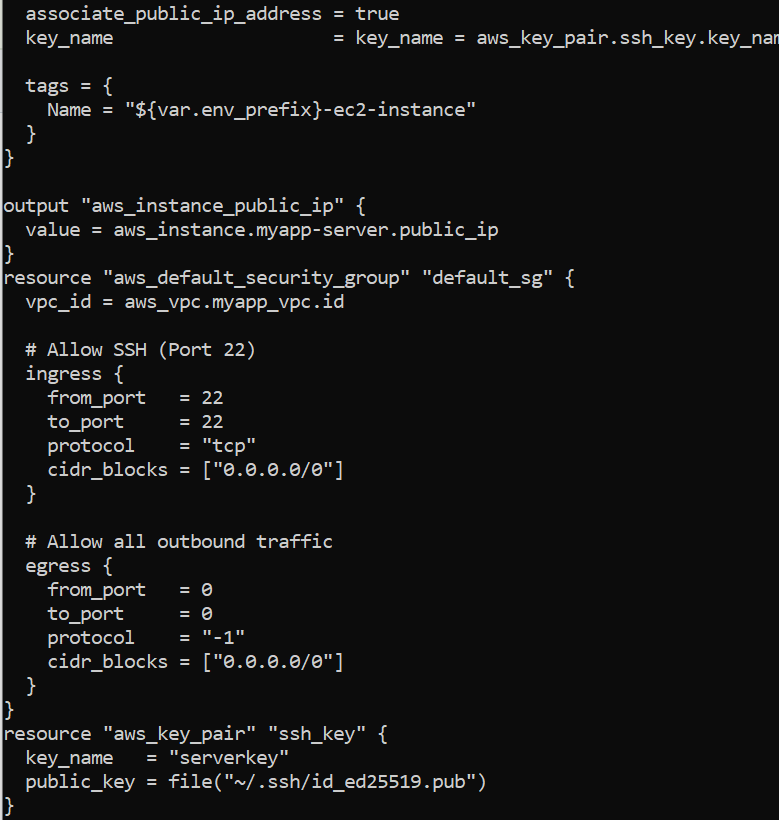 associate_public_ip_address = true
  key_name                    = key_name = aws_key_pair.ssh_key.key_nam

  tags = {
    Name = "${var.env_prefix}-ec2-instance"
  }
}

output "aws_instance_public_ip" {
  value = aws_instance.myapp-server.public_ip
}
resource "aws_default_security_group" "default_sg" {
  vpc_id = aws_vpc.myapp_vpc.id

  # Allow SSH (Port 22)
  ingress {
    from_port   = 22
    to_port     = 22
    protocol    = "tcp"
    cidr_blocks = ["0.0.0.0/0"]
  }

  # Allow all outbound traffic
  egress {
    from_port   = 0
    to_port     = 0
    protocol    = "-1"
    cidr_blocks = ["0.0.0.0/0"]
  }
}
resource "aws_key_pair" "ssh_key" {
  key_name   = "serverkey"
  public_key = file("~/.ssh/id_ed25519.pub")
}